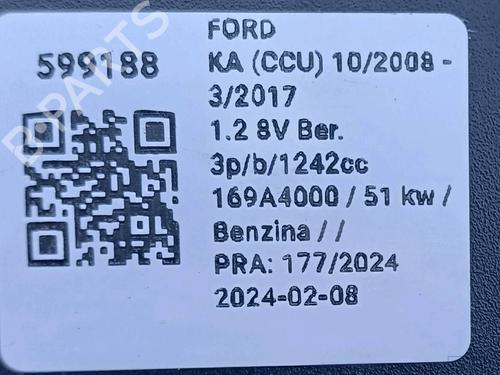 599188
FORD
KA (CCU) 10/2008 -
3/2017
1.2 8V Ber.
3p/b/1242cc
169A4000 / 51 kw /
Benzina / /
PRA: 177/2024
2024-02-08
B-PARTS